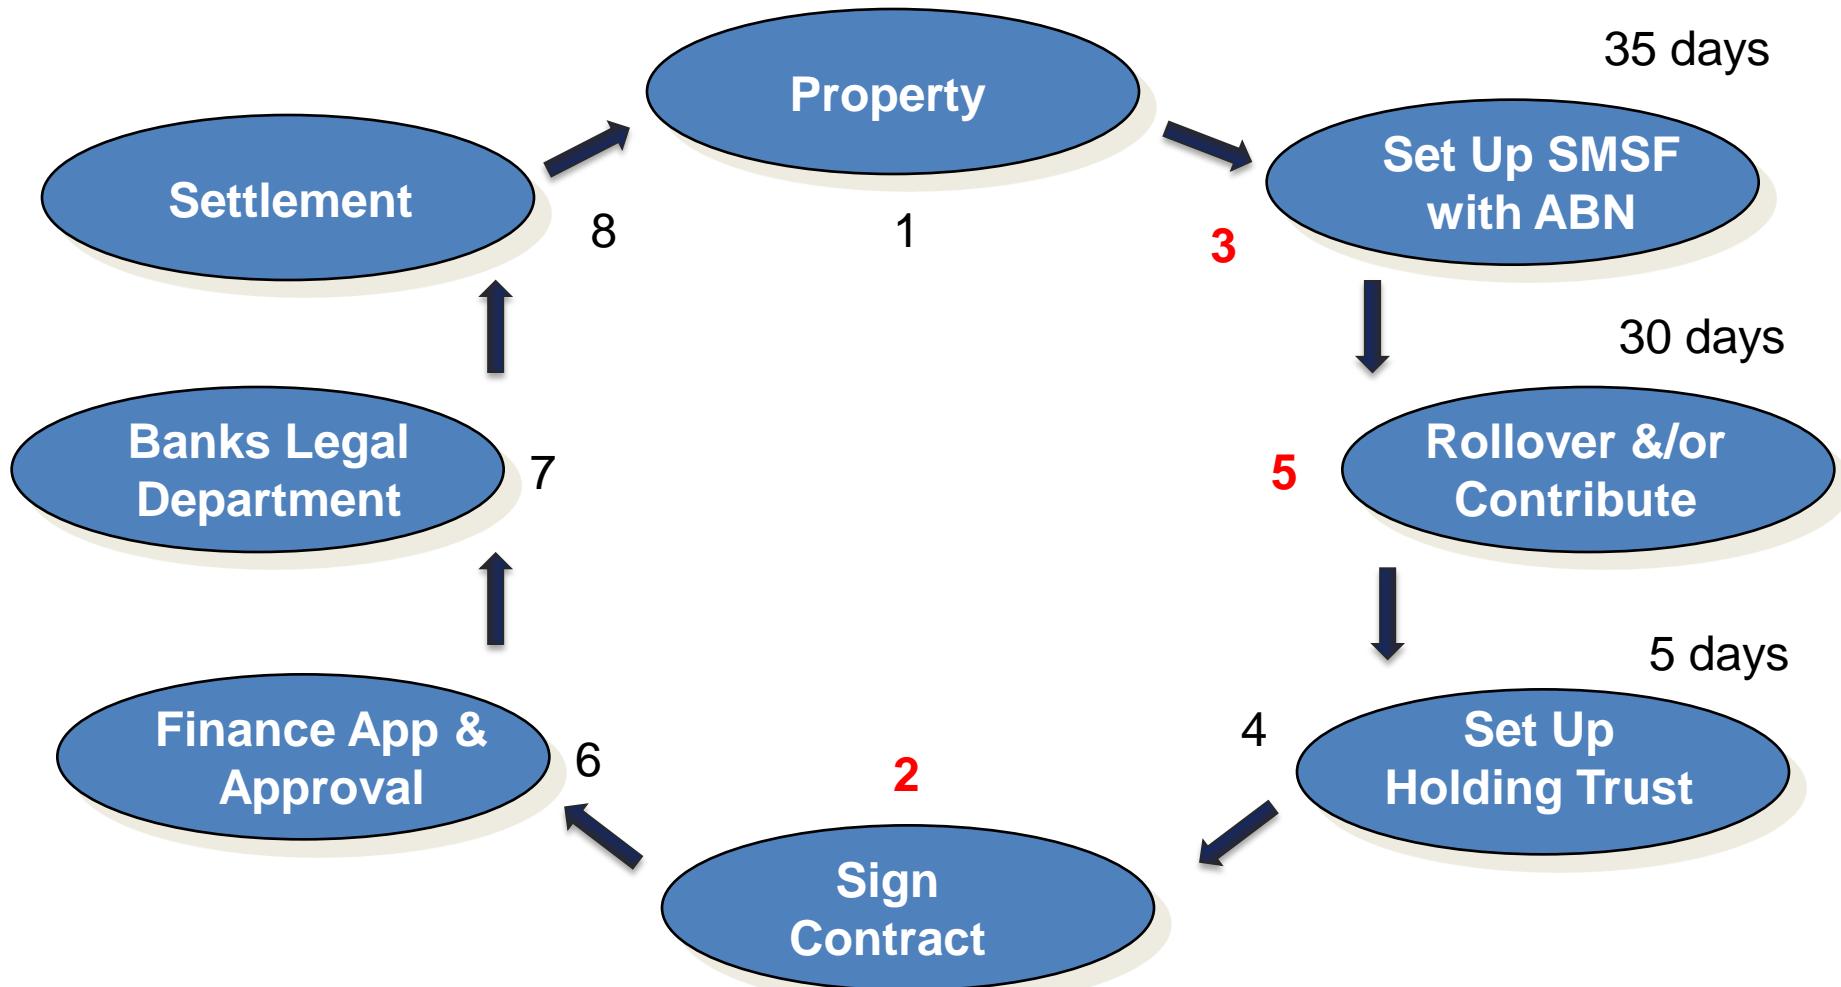 Property
1
35 days
Set Up SMSF
with ABN
3
30 days
Rollover &/or
Contribute
5
5 days
Set Up
Holding Trust
4
Sign
Contract
2
Finance App &
Approval
6
Banks Legal
Department
7
Settlement
8